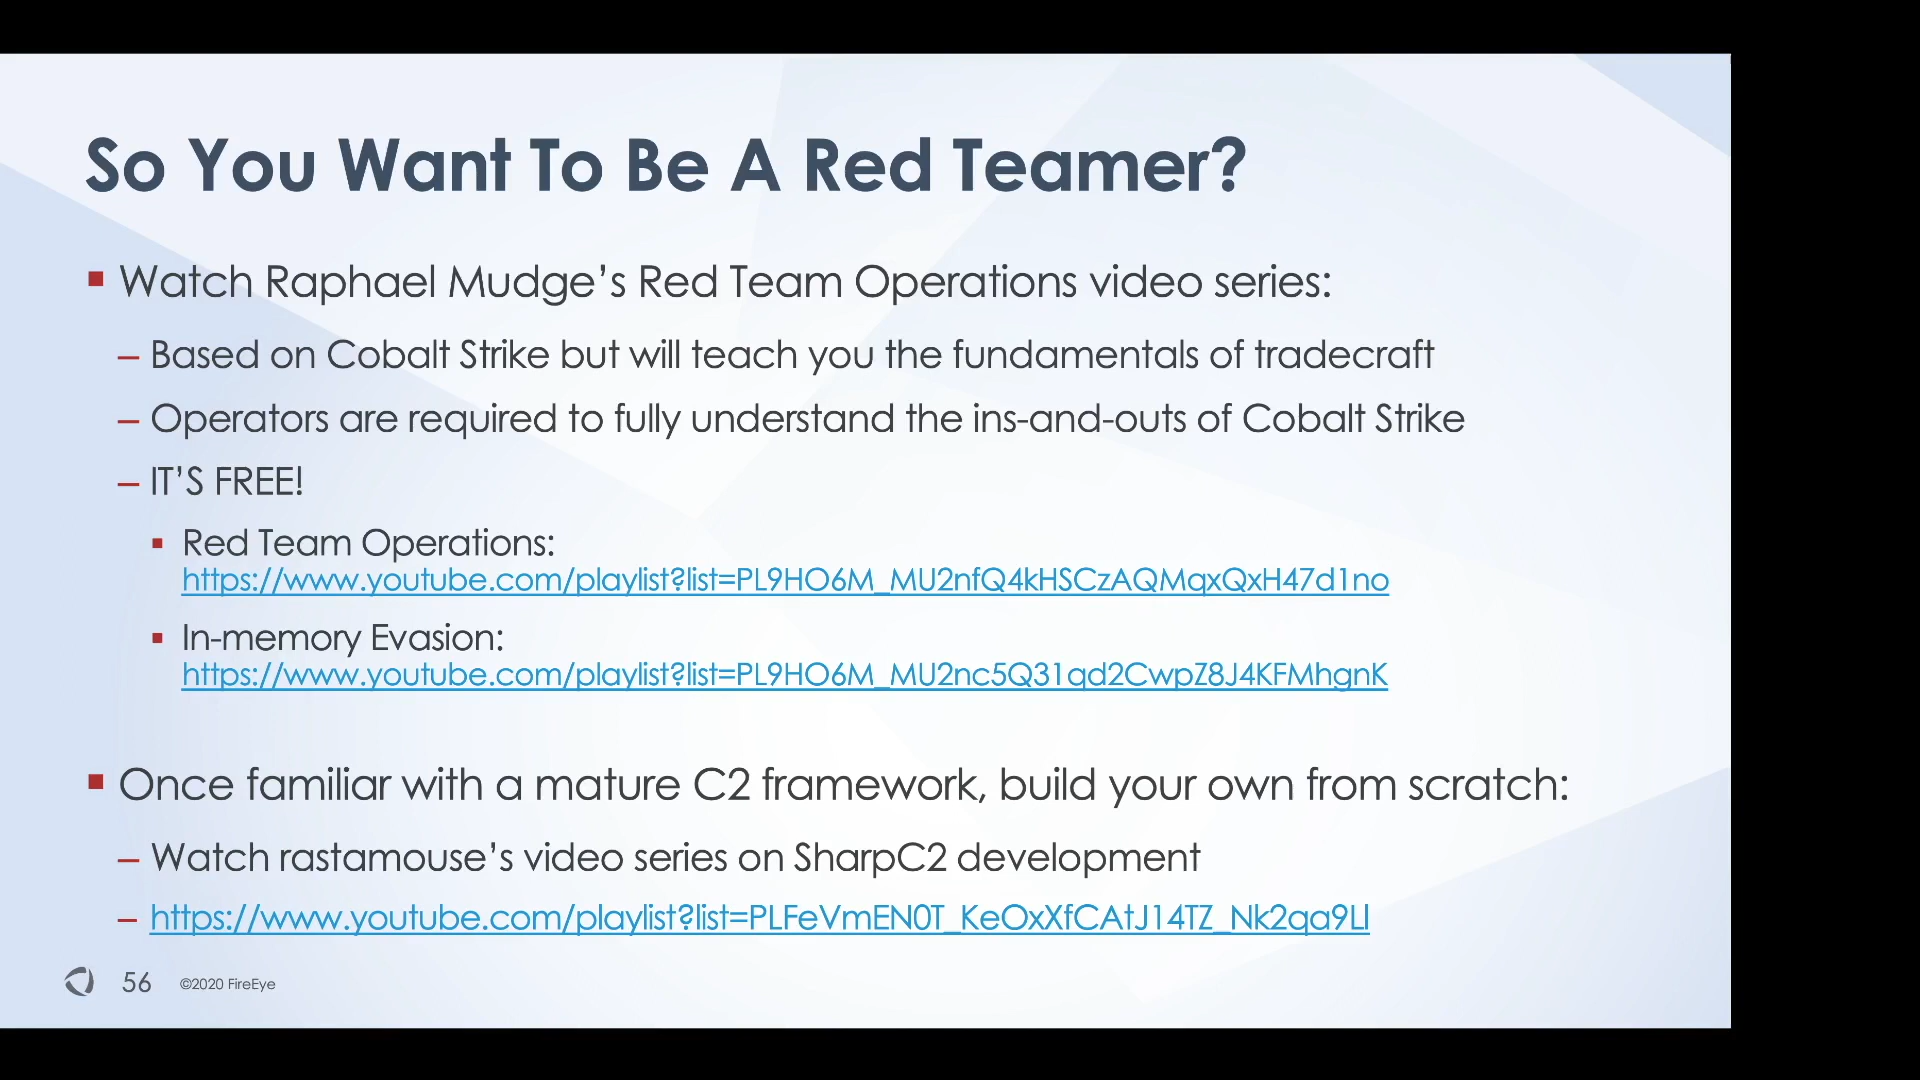 So You Want To Be A Red Teamer?
▪ Watch Raphael Mudge’s Red Team Operations video series:
– Based on Cobalt Strike but will teach you the fundamentals of tradecraft
– Operators are required to fully understand the ins-and-outs of Cobalt Strike
– IT’S FREE!
▪ Red Team Operations:
https://www.youtube.com/playlist?list=PL9HO6M_MU2nfQ4kHSCzAQMqxQxH47d1no
▪ In-memory Evasion:
https://www.youtube.com/playlist?list=PL9HO6M_MU2nc5Q31qd2CwpZ8J4KFMhgnK
▪ Once familiar with a mature C2 framework, build your own from scratch:
– Watch rastamouse’s video series on SharpC2 development
– https://www.youtube.com/playlist?list=PLFeVmEN0T_KeOxXfCAtJ14TZ_Nk2qa9Ll
56 ©2020 FireEye